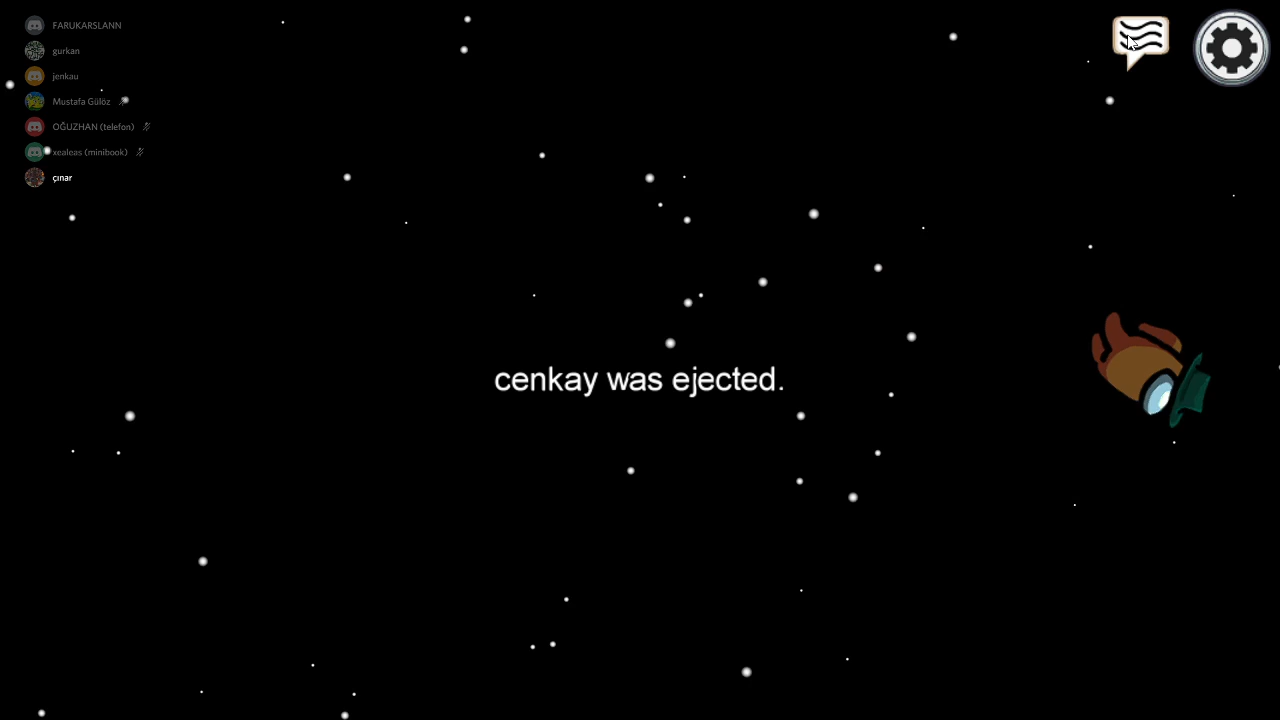 FARUKARSLANN
gurkan
jenkau
Mustafa Gülöz
OĞUZHAN (telefon)
xealeas (minibook)
çınar
cenkay was ejected.